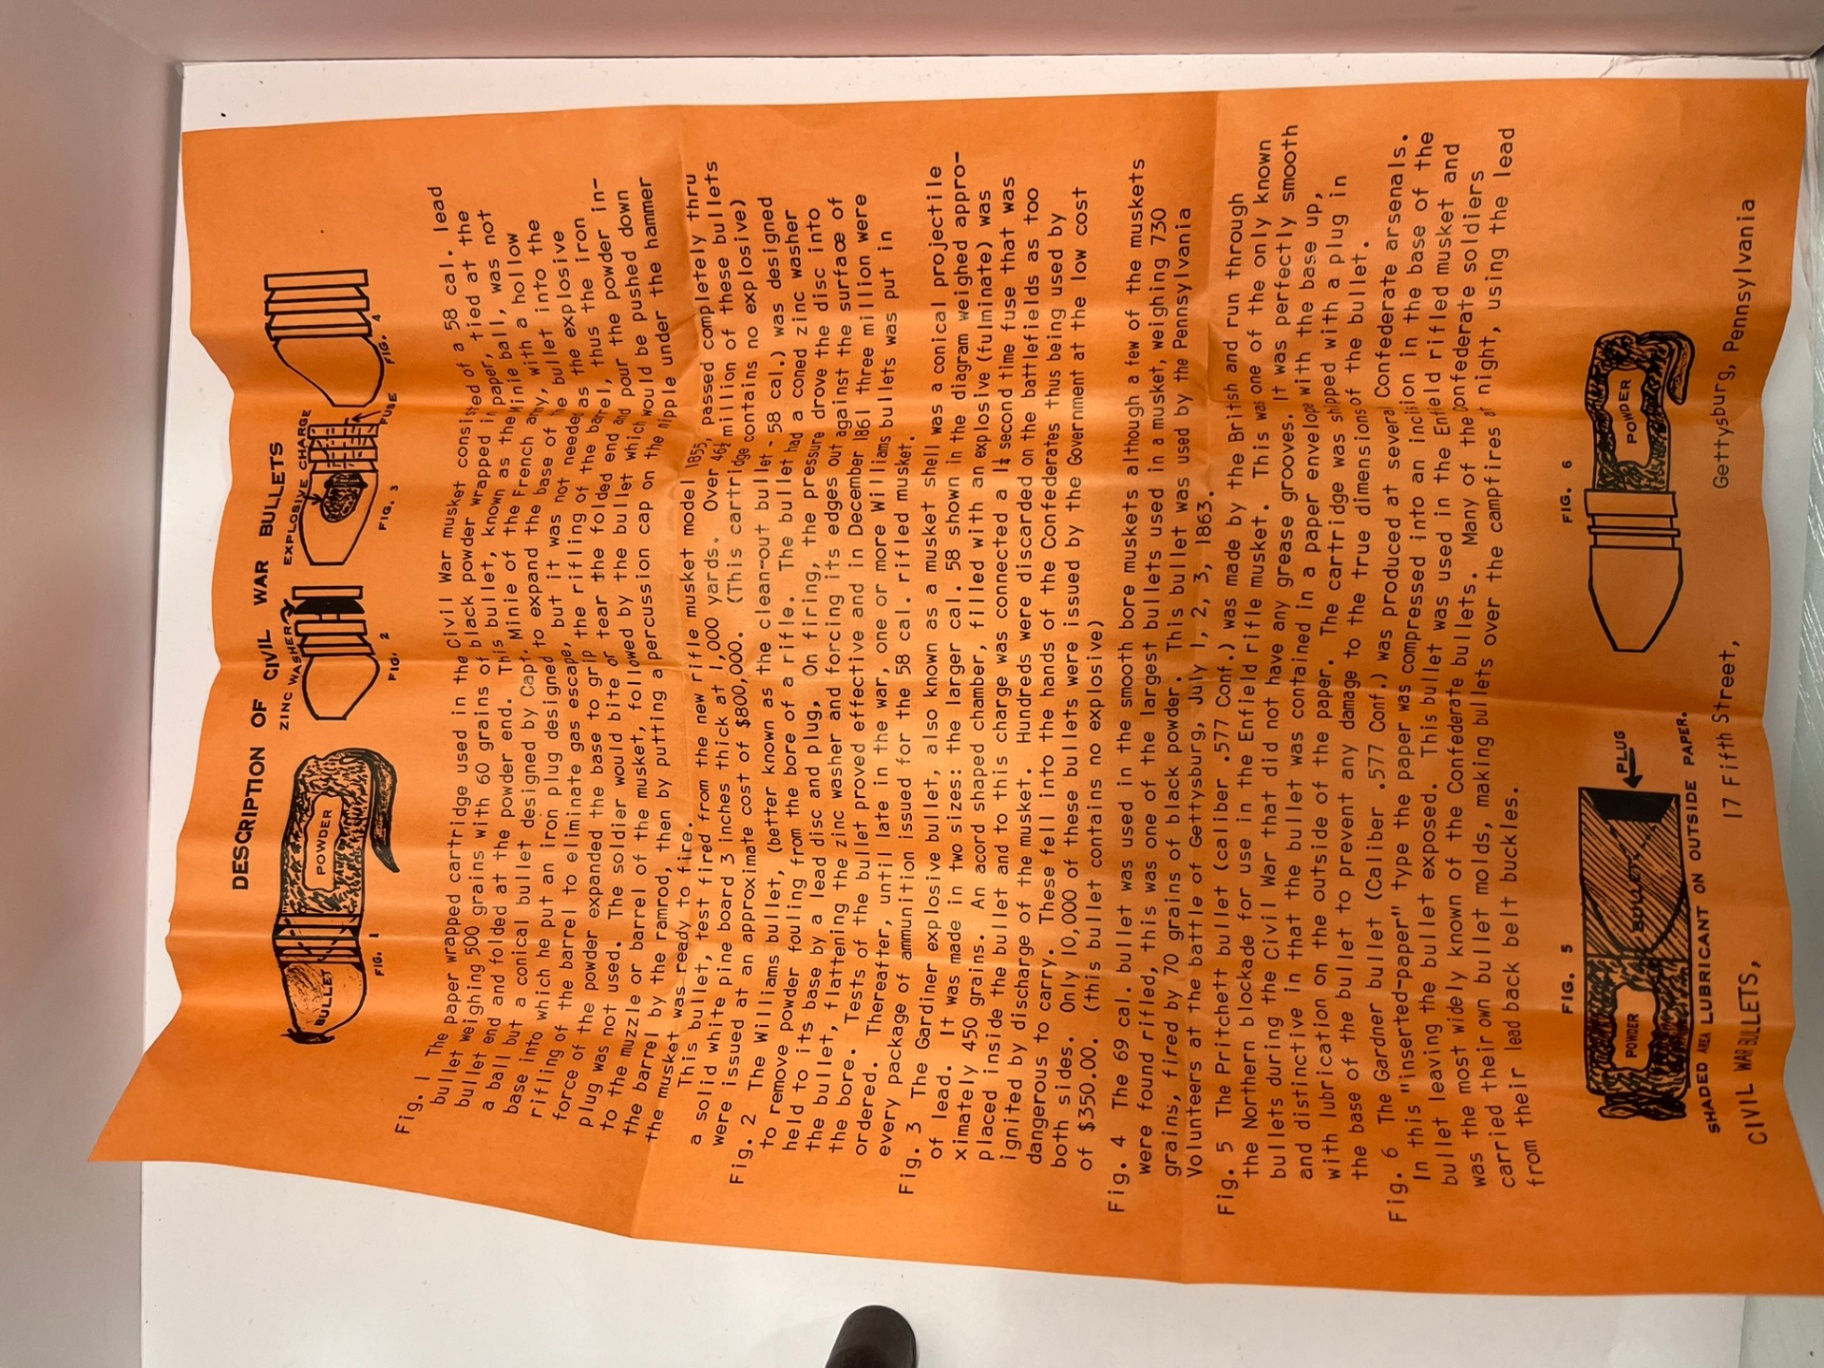 DESCRIPTION OF CIVIL WAR BULLETS
ZINC WASHER
EXPLOSIVE CHARGE
BULLET
POWDER
FUSE
FIG. 1
FIG. 2
FIG. 3
FIG. 4
Fig. 1 The paper wrapped cartridge used in the Civil War musket consisted of a 58 cal. lead
bullet weighing 500 grains with 60 grains of black powder wrapped in paper, tied at the
bullet end and folded at the powder end. This bullet, known as the Minie ball, was not
a ball but a conical bullet designed by Capt. Minie of the French army, with a hollow
base into which he put an iron plug designed to expand the base of the bullet into the
rifling of the barrel to eliminate gas escape, but it was not needed as the explosive
force of the powder expanded the base to grip the rifling of the barrel, thus the iron
plug was not used. The soldier would bite or tear the folded end and pour the powder in-
to the muzzle or barrel of the musket, followed by the bullet which would be pushed down
the barrel by the ramrod, then by putting a percussion cap on the nipple under the hammer
the musket was ready to fire.
This bullet, test fired from the new rifle musket model 1855, passed completely thru
a solid white pine board 3 inches thick at 1,000 yards. Over 46½ million of these bullets
were issued at an approximate cost of $800,000. (This cartridge contains no explosive)
Fig. 2 The Williams bullet, (better known as the clean-out bullet - 58 cal.) was designed
to remove powder fouling from the bore of a rifle. The bullet had a coned zinc washer
held to its base by a lead disc and plug, On firing, the pressure drove the disc into
the bullet, flattening the zinc washer and forcing its edges out against the surface of
the bore. Tests of the bullet proved effective and in December 1861 three million were
ordered. Thereafter, until late in the war, one or more Williams bullets was put in
every package of ammunition issued for the 58 cal. rifled musket.
Fig. 3 The Gardiner explosive bullet, also known as a musket shell was a conical projectile
of lead. It was made in two sizes: the larger cal. 58 shown in the diagram weighed appro-
ximately 450 grains. An acord shaped chamber, filled with an explosive (fulminate) was
placed inside the bullet and to this charge was connected a 1¼ second time fuse that was
ignited by discharge of the musket. Hundreds were discarded on the battlefields as too
dangerous to carry. These fell into the hands of the Confederates thus being used by
both sides. Only 10,000 of these bullets were issued by the Government at the low cost
of $350.00. (this bullet contains no explosive)
Fig. 4 The 69 cal. bullet was used in the smooth bore muskets although a few of the muskets
were found rifled, this was one of the largest bullets used in a musket, weighing 730
grains, fired by 70 grains of black powder. This bullet was used by the Pennsylvania
Volunteers at the battle of Gettysburg, July 1, 2, 3, 1863.
Fig. 5 The Pritchett bullet (caliber .577 Conf.) was made by the British and run through
the Northern blockade for use in the Enfield rifle musket. This was one of the only known
bullets during the Civil War that did not have any grease grooves. It was perfectly smooth
and distinctive in that the bullet was contained in a paper envelope with the base up,
with lubrication on the outside of the paper. The cartridge was shipped with a plug in
the base of the bullet to prevent any damage to the true dimensions of the bullet.
Fig. 6 The Gardner bullet (Caliber .577 Conf.) was produced at several Confederate arsenals.
In this "inserted-paper" type the paper was compressed into an incision in the base of the
bullet leaving the bullet exposed. This bullet was used in the Enfield rifled musket and
was the most widely known of the Confederate bullets. Many of the Confederate soldiers
carried their own bullet molds, making bullets over the campfires at night, using the lead
from their lead back belt buckles.
FIG. 5
FIG. 6
POWDER
BULLET
PLUG
POWDER
SHADED AREA LUBRICANT ON OUTSIDE PAPER.
CIVIL WAR BULLETS, 17 Fifth Street, Gettysburg, Pennsylvania